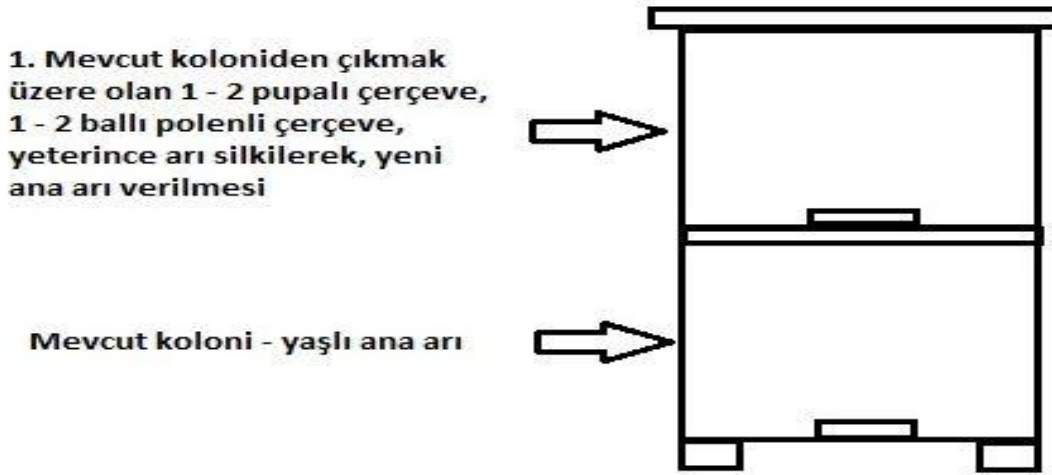 1. Mevcut koloniden çıkmak
üzere olan 1 - 2 pupalı çerçeve,
1 - 2 ballı polenli çerçeve,
yeterince arı silkilerek, yeni
ana arı verilmesi
Mevcut koloni - yaşlı ana arı